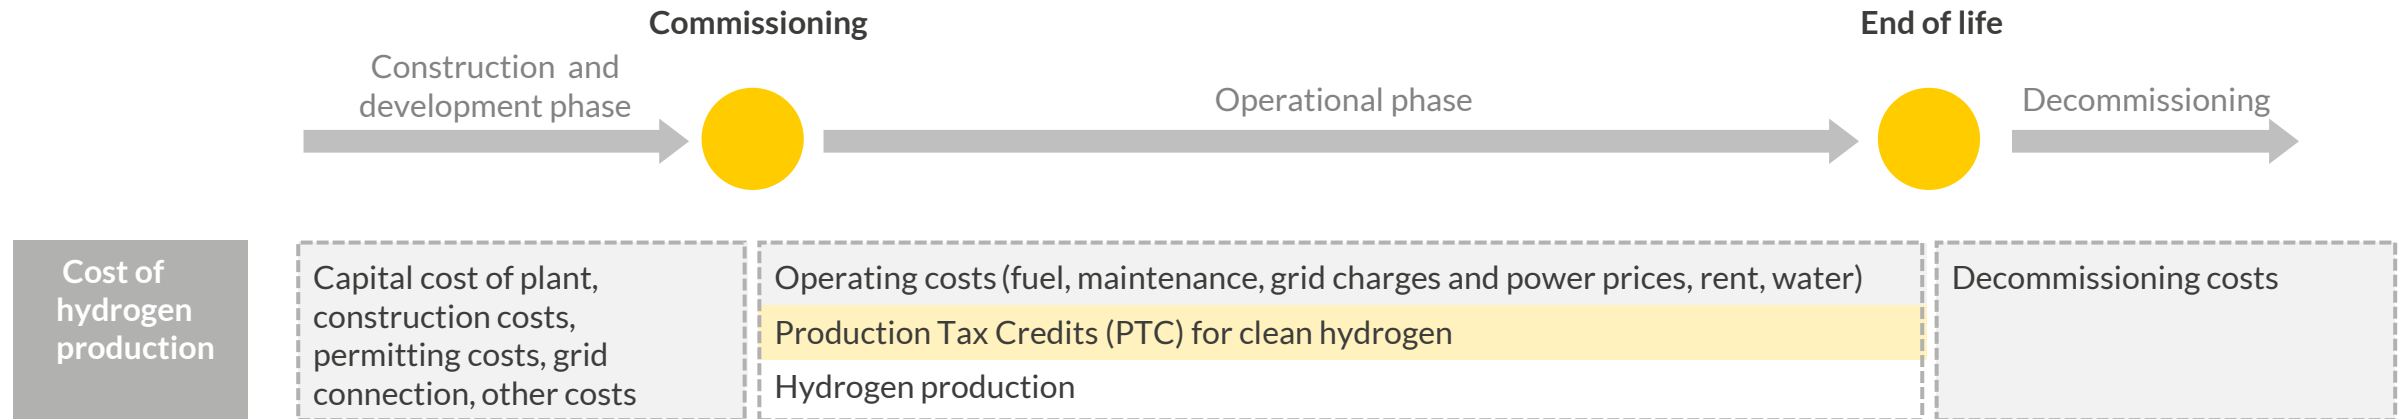 Commissioning
End of life
Construction and
development phase
Operational phase
Decommissioning
Cost of
hydrogen
production
Capital cost of plant,
construction costs,
permitting costs, grid
connection, other costs
Operating costs (fuel, maintenance, grid charges and power prices, rent, water)
Production Tax Credits (PTC) for clean hydrogen
Hydrogen production
Decommissioning costs